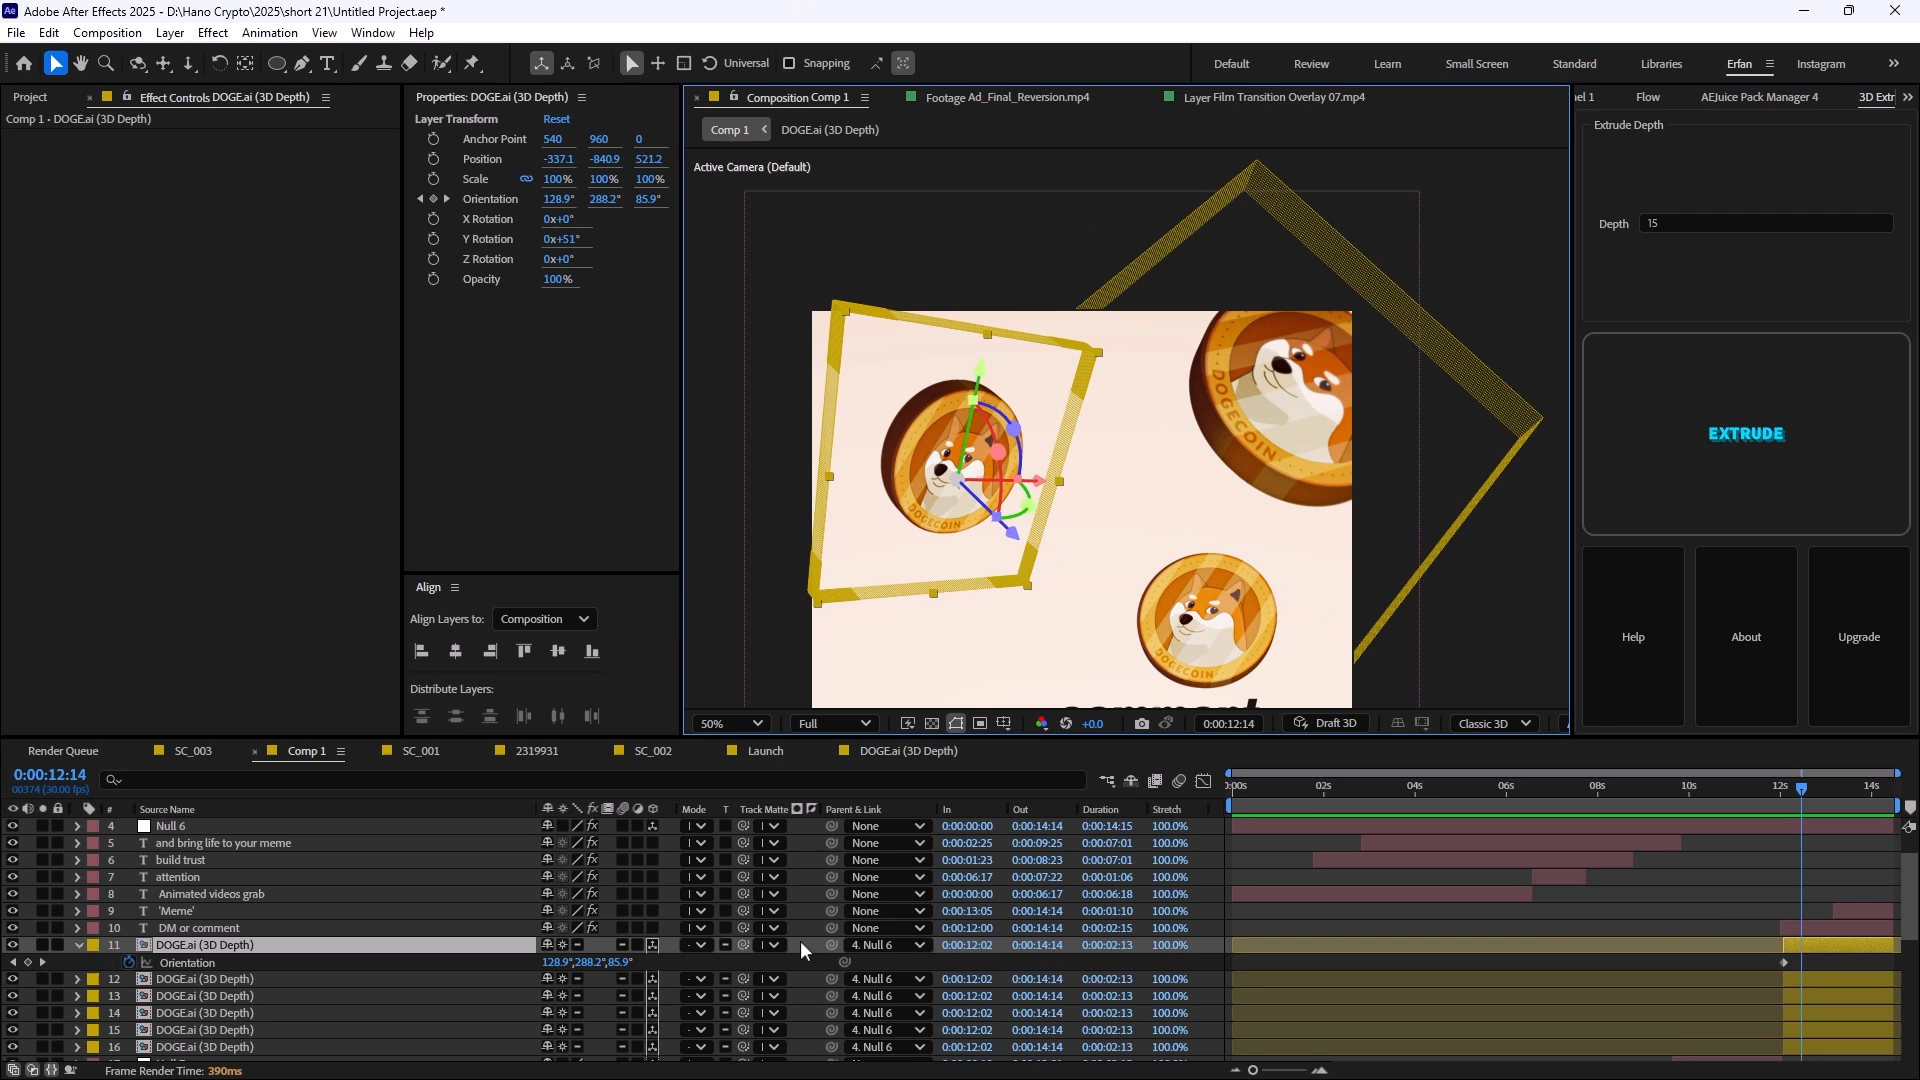 Adobe After Effects 2025 - D:\Hano Crypto\2025\short 21\Untitled Project.aep *
File Edit Composition Layer Effect Animation View Window Help
Universal Snapping Default Review Learn Small Screen Standard Libraries Erfan Instagram
Project Effect Controls DOGE.ai (3D Depth)
Comp 1 • DOGE.ai (3D Depth)
Properties: DOGE.ai (3D Depth)
Layer Transform Reset
Anchor Point 540 960 0
Position -337.1 -840.9 521.2
Scale 100% 100% 100%
Orientation 128.9° 288.2° 85.9°
X Rotation 0x+0°
Y Rotation 0x+51°
Z Rotation 0x+0°
Opacity 100%
Align
Align Layers to: Composition
Distribute Layers:
Composition Comp 1 Footage Ad_Final_Reversion.mp4 Layer Film Transition Overlay 07.mp4
Comp 1 DOGE.ai (3D Depth)
Active Camera (Default)
DOGECOIN
DOGECOIN
DOGECOIN
50% Full +0.0 0:00:12:14 Draft 3D Classic 3D
el 1 Flow AEJuice Pack Manager 4 3D Extr
Extrude Depth
Depth 15
EXTRUDE
Help About Upgrade
Render Queue SC_003 Comp 1 SC_001 2319931 SC_002 Launch DOGE.ai (3D Depth)
0:00:12:14
00374 (30.00 fps)
# Source Name Mode T Track Matte Parent & Link In Out Duration Stretch
0:00s 02s 04s 06s 08s 10s 12s 14s
4 Null 6 None 0:00:00:00 0:00:14:14 0:00:14:15 100.0%
5 T and bring life to your meme None 0:00:02:25 0:00:09:25 0:00:07:01 100.0%
6 T build trust None 0:00:01:23 0:00:08:23 0:00:07:01 100.0%
7 T attention None 0:00:06:17 0:00:07:22 0:00:01:06 100.0%
8 T Animated videos grab None 0:00:00:00 0:00:06:17 0:00:06:18 100.0%
9 T 'Meme' None 0:00:13:05 0:00:14:14 0:00:01:10 100.0%
10 T DM or comment None 0:00:12:00 0:00:14:14 0:00:02:15 100.0%
11 DOGE.ai (3D Depth) 4. Null 6 0:00:12:02 0:00:14:14 0:00:02:13 100.0%
Orientation 128.9°,288.2°,85.9°
12 DOGE.ai (3D Depth) 4. Null 6 0:00:12:02 0:00:14:14 0:00:02:13 100.0%
13 DOGE.ai (3D Depth) 4. Null 6 0:00:12:02 0:00:14:14 0:00:02:13 100.0%
14 DOGE.ai (3D Depth) 4. Null 6 0:00:12:02 0:00:14:14 0:00:02:13 100.0%
15 DOGE.ai (3D Depth) 4. Null 6 0:00:12:02 0:00:14:14 0:00:02:13 100.0%
16 DOGE.ai (3D Depth) 4. Null 6 0:00:12:02 0:00:14:14 0:00:02:13 100.0%
Frame Render Time: 390ms